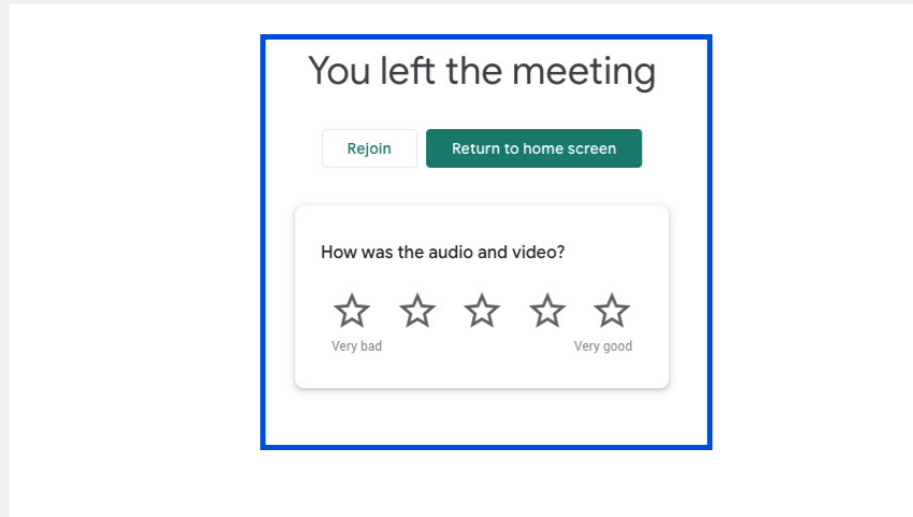 You left the meeting
Rejoin Return to home screen
How was the audio and video?
Very bad Very good